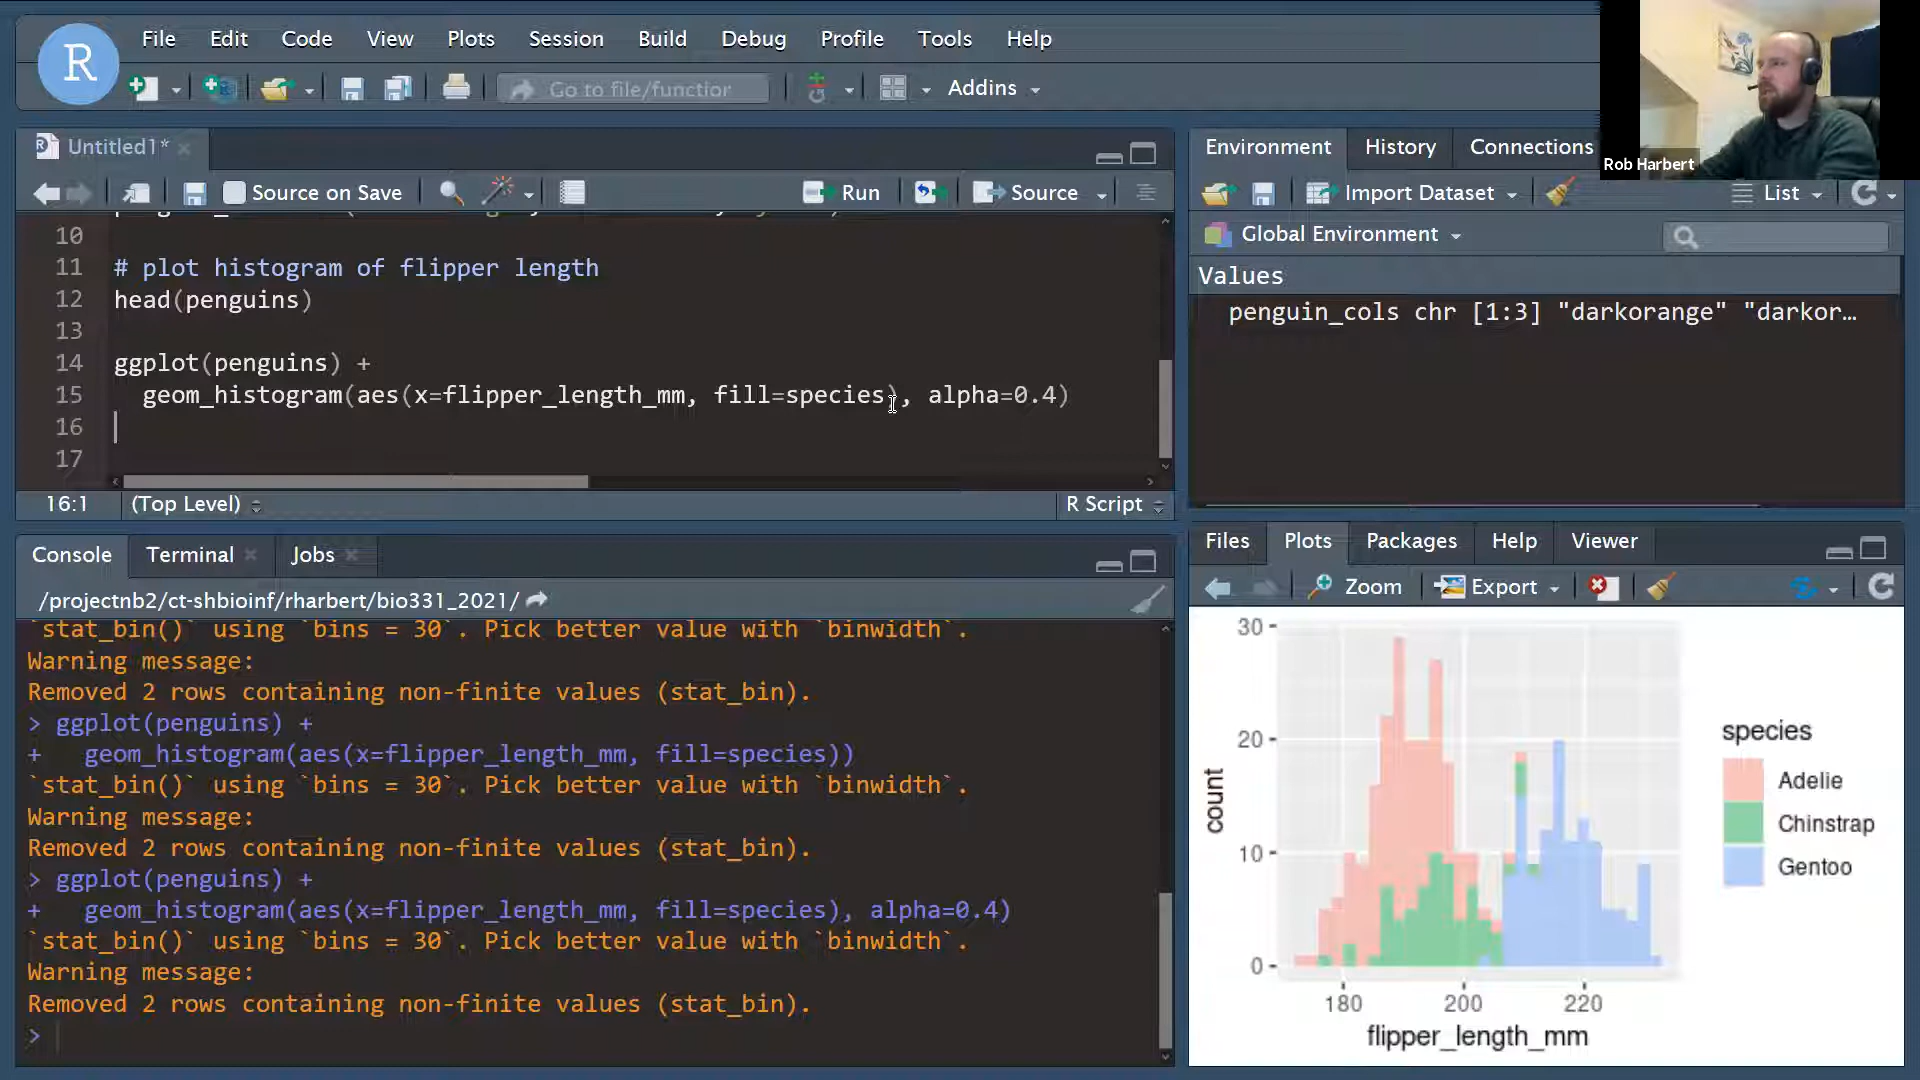 R
File Edit Code View Plots Session Build Debug Profile Tools Help
Go to file/function
Addins
Rob Harbert
Untitled1*
Source on Save
Run
Source
10
11 # plot histogram of flipper length
12 head(penguins)
13
14 ggplot(penguins) +
15 geom_histogram(aes(x=flipper_length_mm, fill=species), alpha=0.4)
16
17
16:1 (Top Level)
R Script
Environment History Connections
Import Dataset
List
Global Environment
Values
penguin_cols chr [1:3] "darkorange" "darkor…
Console Terminal Jobs
/projectnb2/ct-shbioinf/rharbert/bio331_2021/
`stat_bin()` using `bins = 30`. Pick better value with `binwidth`.
Warning message:
Removed 2 rows containing non-finite values (stat_bin).
> ggplot(penguins) +
+ geom_histogram(aes(x=flipper_length_mm, fill=species))
`stat_bin()` using `bins = 30`. Pick better value with `binwidth`.
Warning message:
Removed 2 rows containing non-finite values (stat_bin).
> ggplot(penguins) +
+ geom_histogram(aes(x=flipper_length_mm, fill=species), alpha=0.4)
`stat_bin()` using `bins = 30`. Pick better value with `binwidth`.
Warning message:
Removed 2 rows containing non-finite values (stat_bin).
>
Files Plots Packages Help Viewer
Zoom
Export
30
20
10
0
count
180 200 220
flipper_length_mm
species
Adelie
Chinstrap
Gentoo